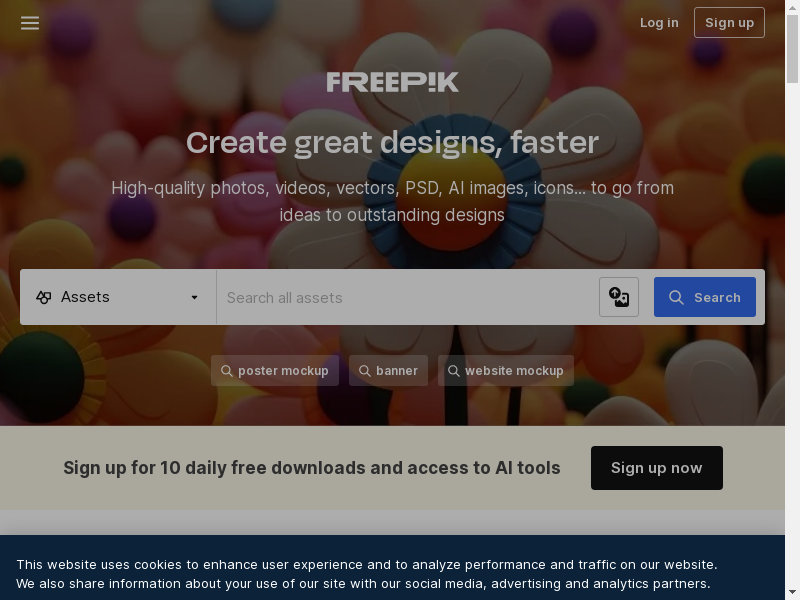 Log in
Sign up
FREEPIK
Create great designs, faster
High-quality photos, videos, vectors, PSD, AI images, icons... to go from
ideas to outstanding designs
Assets
Search all assets
Search
poster mockup
banner
website mockup
Sign up for 10 daily free downloads and access to AI tools
Sign up now
This website uses cookies to enhance user experience and to analyze performance and traffic on our website.
We also share information about your use of our site with our social media, advertising and analytics partners.